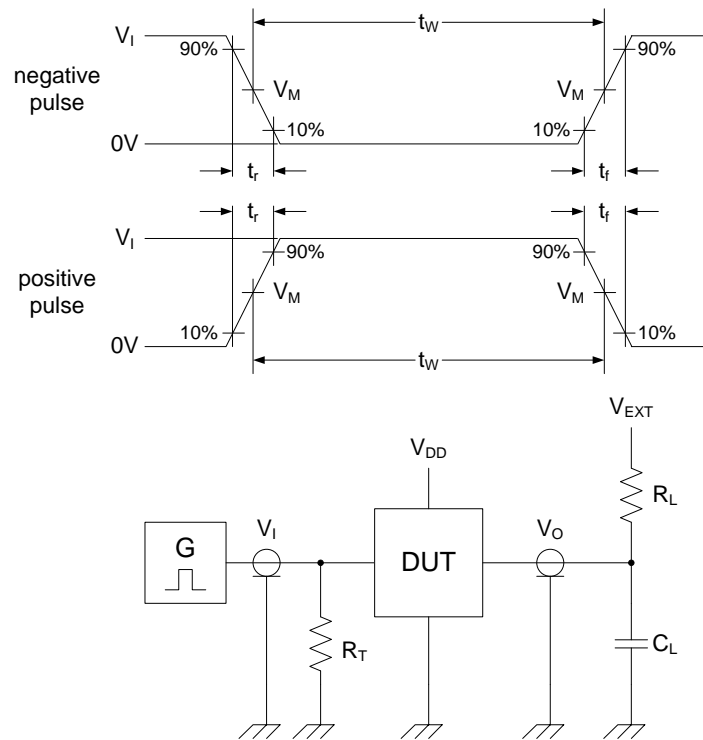 V_I
90%
t_W
90%
negative
pulse
V_M
V_M
10%
10%
0V
t_r
t_f
t_r
t_f
V_I
90%
90%
positive
pulse
V_M
V_M
10%
10%
0V
t_W
V_EXT
V_DD
R_L
G
V_I
DUT
V_O
R_T
C_L